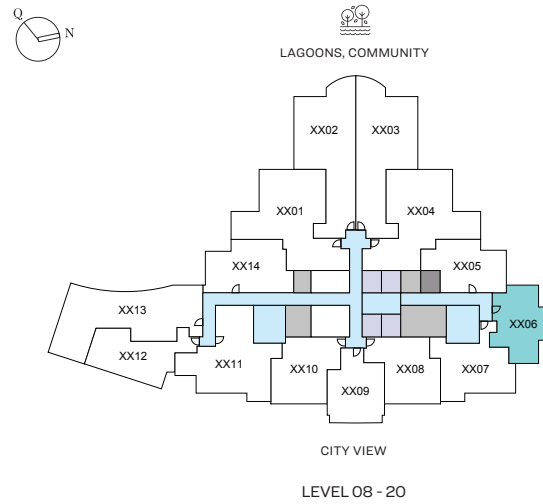 Q
N
LAGOONS, COMMUNITY
XX02 XX03
XX01 XX04
XX14 XX05
XX13
XX06
XX12
XX11 XX10 XX08 XX07
XX09
CITY VIEW
LEVEL 08 - 20